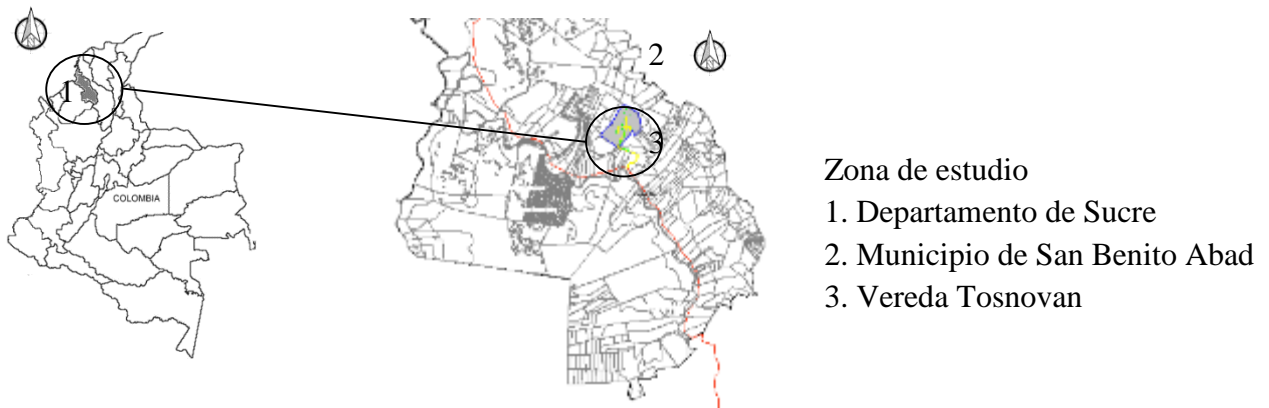 1
COLOMBIA
2
3
Zona de estudio
1. Departamento de Sucre
2. Municipio de San Benito Abad
3. Vereda Tosnovan